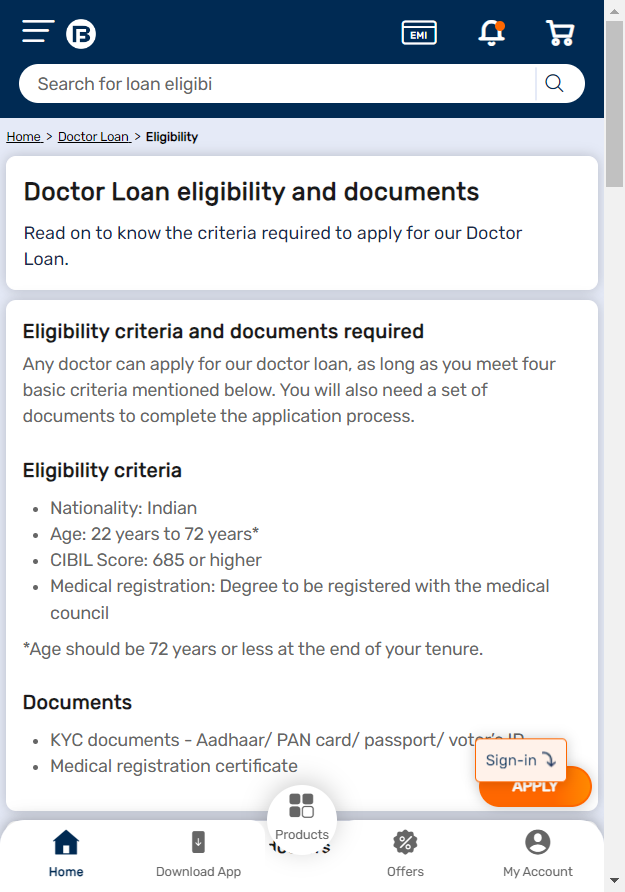 EMI
Search for loan eligibi
Home > Doctor Loan > Eligibility
Doctor Loan eligibility and documents
Read on to know the criteria required to apply for our Doctor
Loan.
Eligibility criteria and documents required
Any doctor can apply for our doctor loan, as long as you meet four
basic criteria mentioned below. You will also need a set of
documents to complete the application process.
Eligibility criteria
• Nationality: Indian
• Age: 22 years to 72 years*
• CIBIL Score: 685 or higher
• Medical registration: Degree to be registered with the medical
council
*Age should be 72 years or less at the end of your tenure.
Documents
• KYC documents - Aadhaar/ PAN card/ passport/ voter's ID
• Medical registration certificate
Sign-in
APPLY
Products
Home
Download App
Offers
My Account